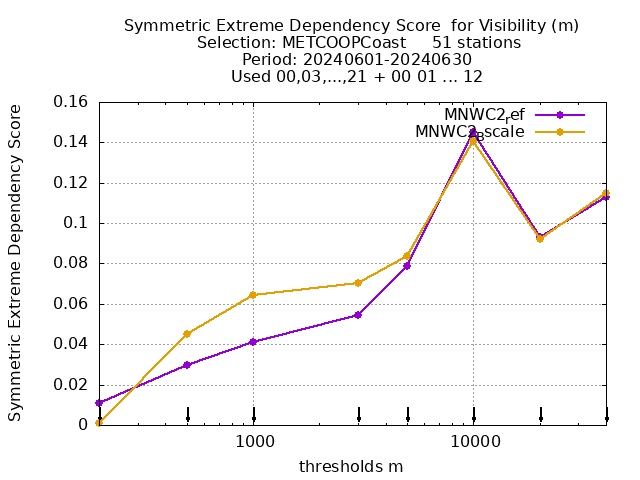 Symmetric Extreme Dependency Score  for Visibility (m)
Selection: METCOOPCoast     51 stations
Period: 20240601-20240630
Used 00,03,...,21 + 00 01 ... 12
MNWC2ref
MNWC2Bscale
Symmetric Extreme Dependency Score
0.16
0.14
0.12
0.1
0.08
0.06
0.04
0.02
0
1000 10000
thresholds m